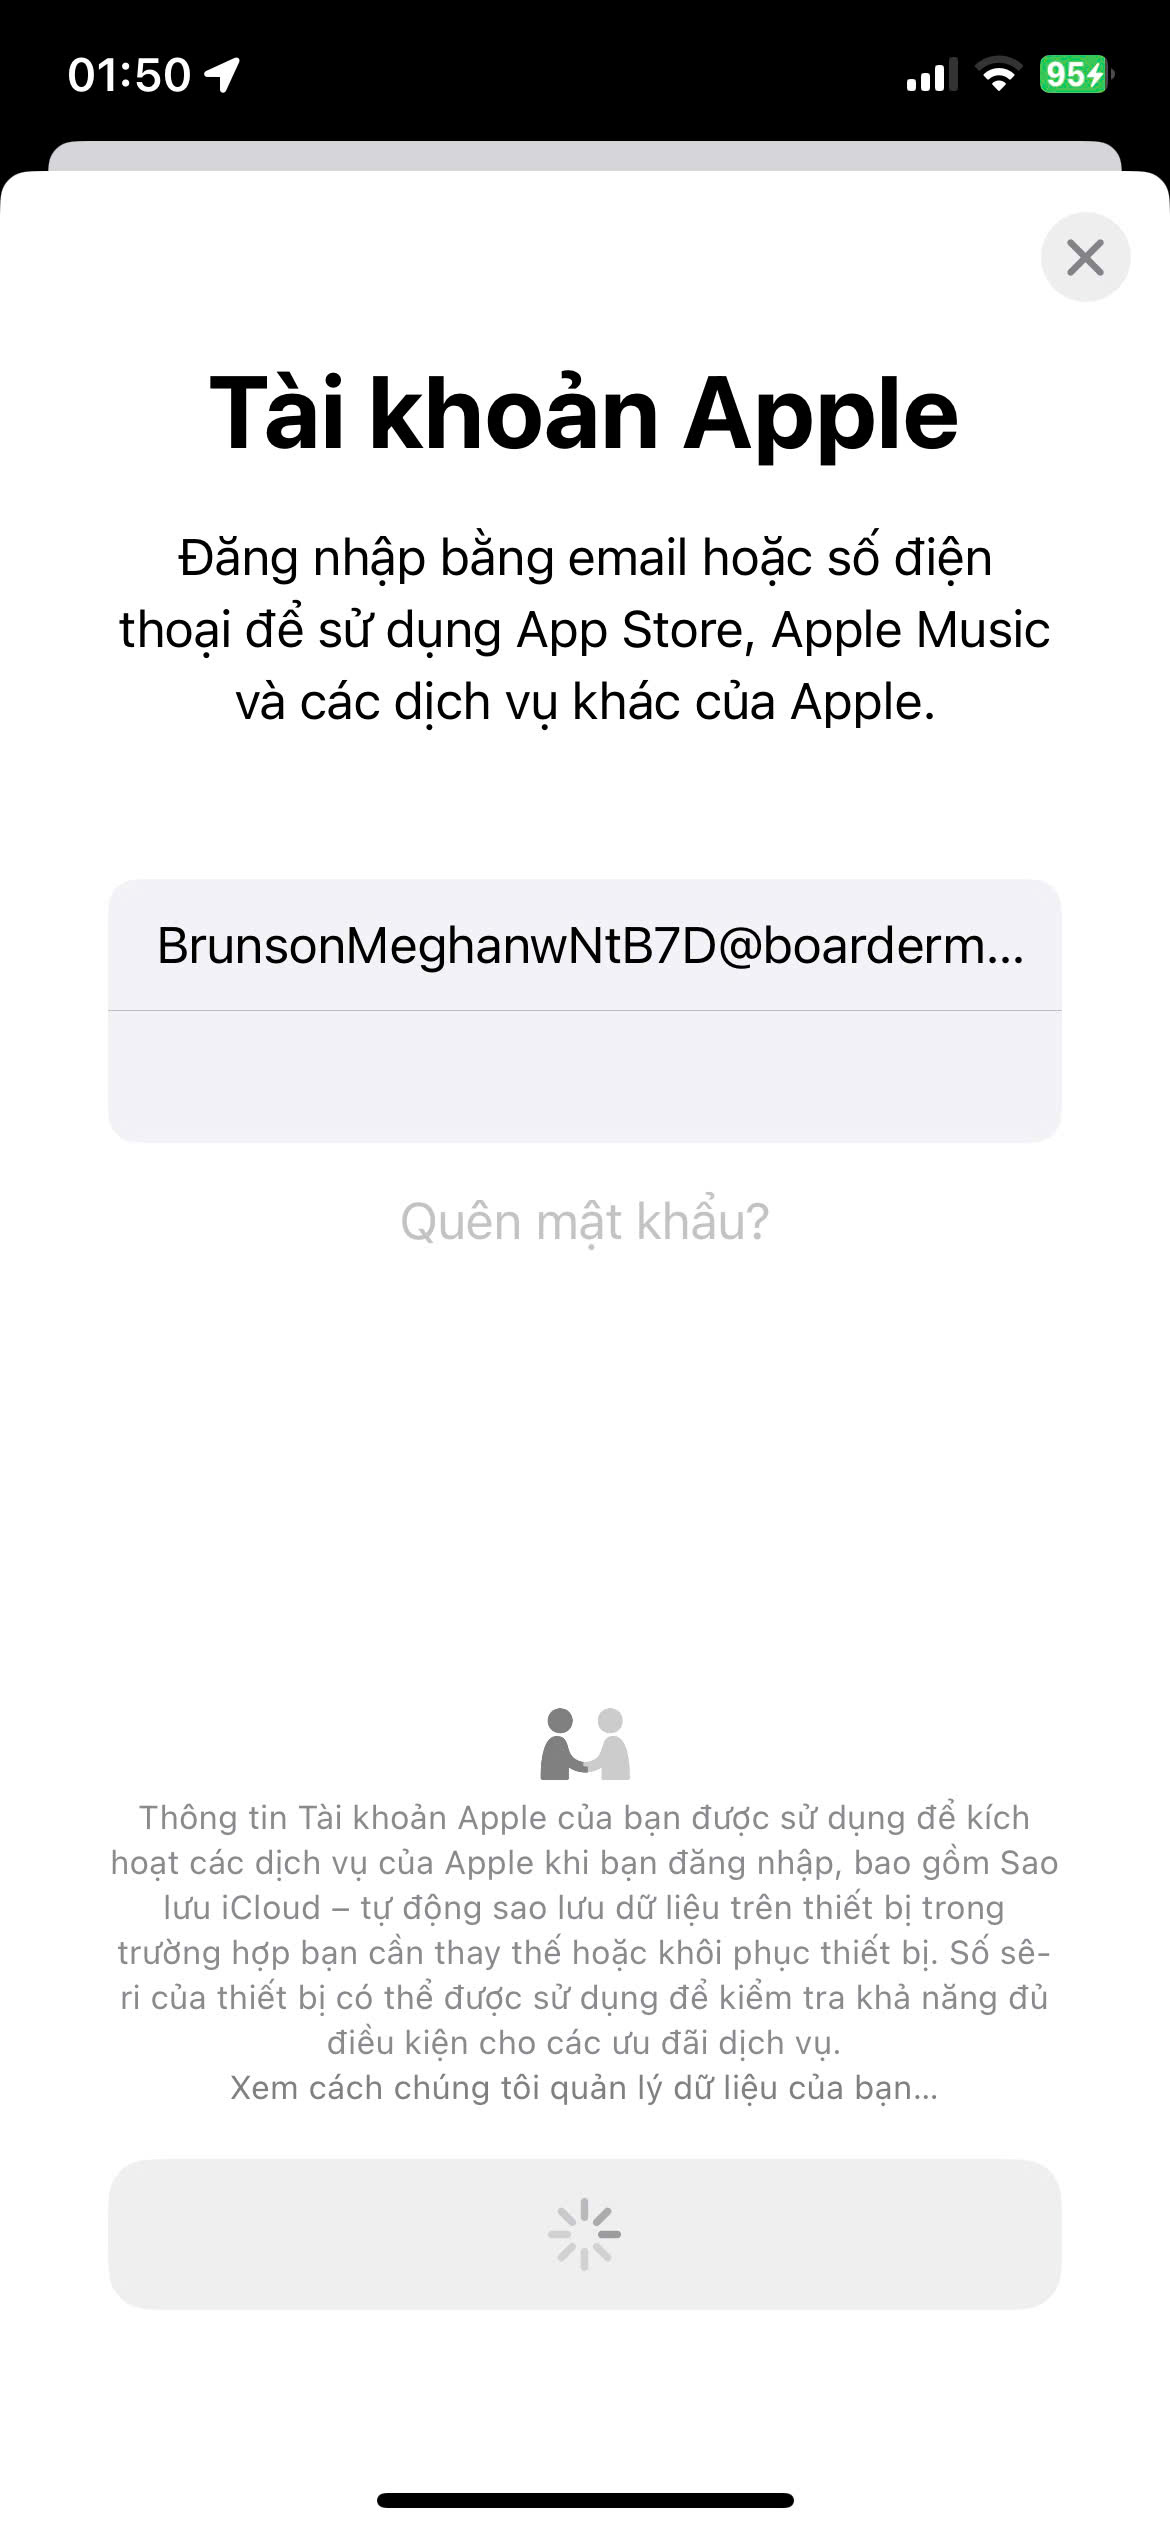 01:50
95
Tài khoản Apple
Đăng nhập bằng email hoặc số điện
thoại để sử dụng App Store, Apple Music
và các dịch vụ khác của Apple.
BrunsonMeghanwNtB7D@boarderm...
Quên mật khẩu?
Thông tin Tài khoản Apple của bạn được sử dụng để kích
hoạt các dịch vụ của Apple khi bạn đăng nhập, bao gồm Sao
lưu iCloud – tự động sao lưu dữ liệu trên thiết bị trong
trường hợp bạn cần thay thế hoặc khôi phục thiết bị. Số sê-
ri của thiết bị có thể được sử dụng để kiểm tra khả năng đủ
điều kiện cho các ưu đãi dịch vụ.
Xem cách chúng tôi quản lý dữ liệu của bạn...